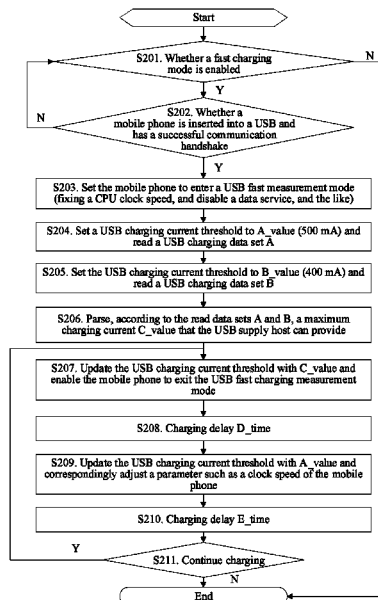 Start
S201. Whether a fast charging
mode is enabled
N
Y
S202. Whether a
mobile phone is inserted into a USB and
has a successful communication
handshake
N
Y
S203. Set the mobile phone to enter a USB fast measurement mode
(fixing a CPU clock speed, and disable a data service, and the like)
S204. Set a USB charging current threshold to A_value (500 mA) and
read a USB charging data set A
S205. Set the USB charging current threshold to B_value (400 mA) and
read a USB charging data set B
S206. Parse, according to the read data sets A and B, a maximum
charging current C_value that the USB supply host can provide
S207. Update the USB charging current threshold with C_value and
enable the mobile phone to exit the USB fast charging measurement
mode
S208. Charging delay D_time
S209. Update the USB charging current threshold with A_value and
correspondingly adjust a parameter such as a clock speed of the mobile
phone
S210. Charging delay E_time
Y
S211. Continue charging
N
End